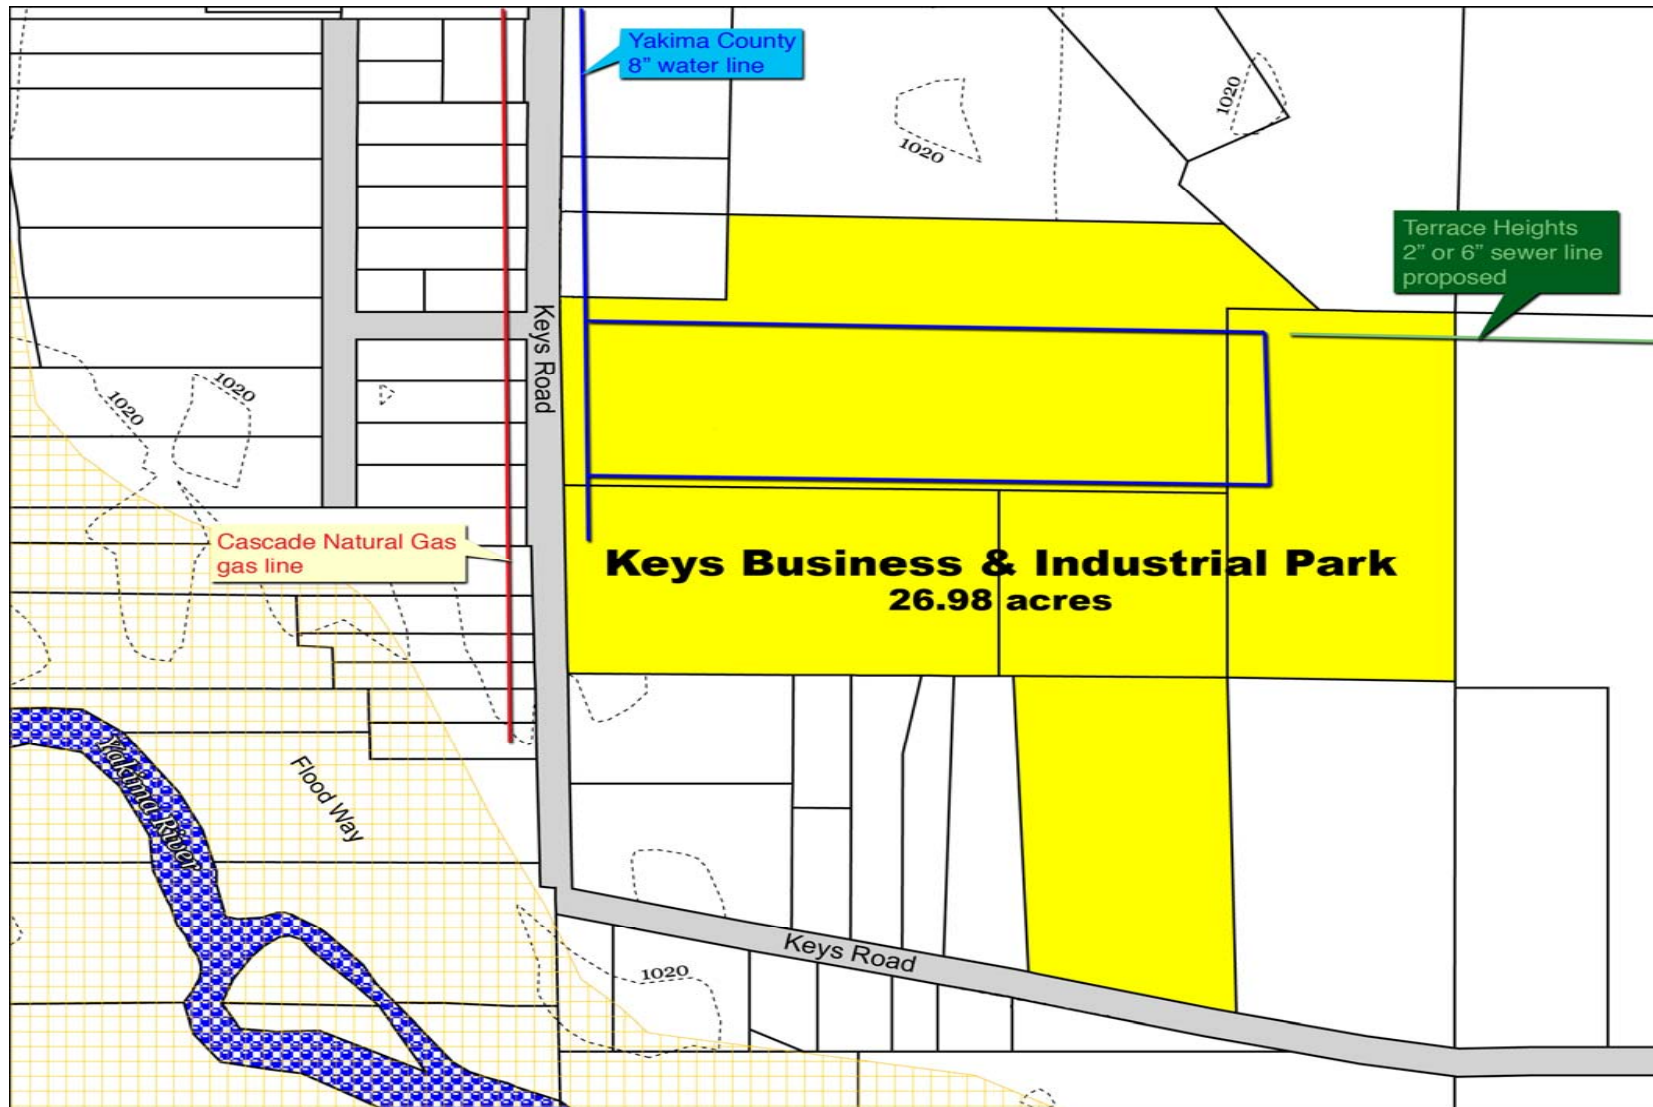 Yakima County
8" water line
1020
1020
Terrace Heights
2" or 6" sewer line
proposed
Keys Road
1020
1020
Cascade Natural Gas
gas line
Keys Business & Industrial Park
26.98 acres
Yakima River
Flood Way
Keys Road
1020